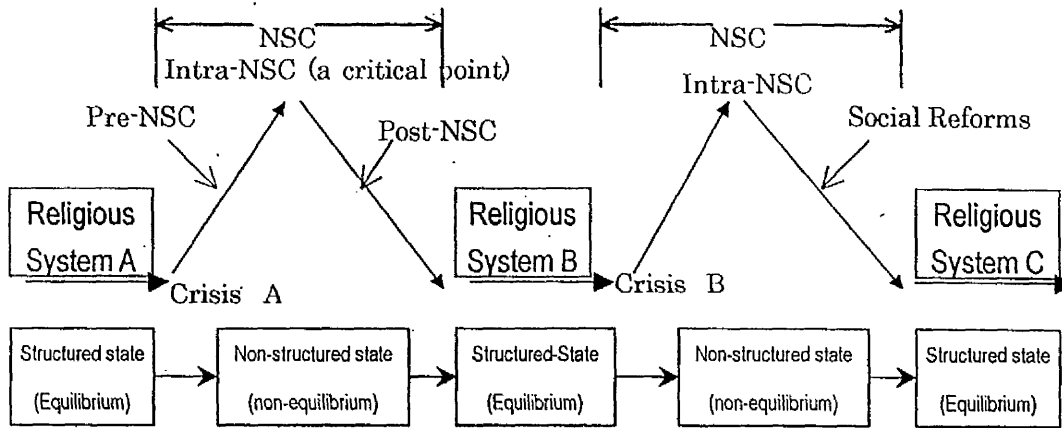 NSC
NSC
Intra-NSC (a critical point)
Intra-NSC
Pre-NSC
Post-NSC
Social Reforms
Religious
System A
Religious
System B
Religious
System C
Crisis A
Crisis B
Structured state
(Equilibrium)
Non-structured state
(non-equilibrium)
Structured-State
(Equilibrium)
Non-structured state
(non-equilibrium)
Structured state
(Equilibrium)